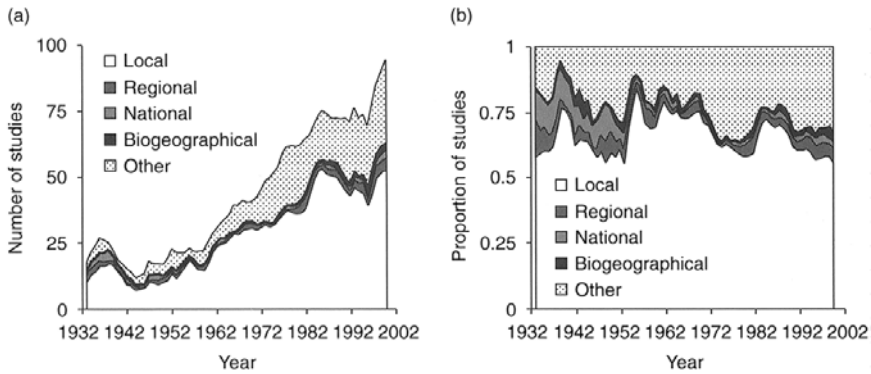 (a)
100
75
50
25
0
Number of studies
Local
Regional
National
Biogeographical
Other
1932 1942 1952 1962 1972 1982 1992 2002
Year
(b)
1
0.75
0.5
0.25
0
Proportion of studies
Local
Regional
National
Biogeographical
Other
1932 1942 1952 1962 1972 1982 1992 2002
Year